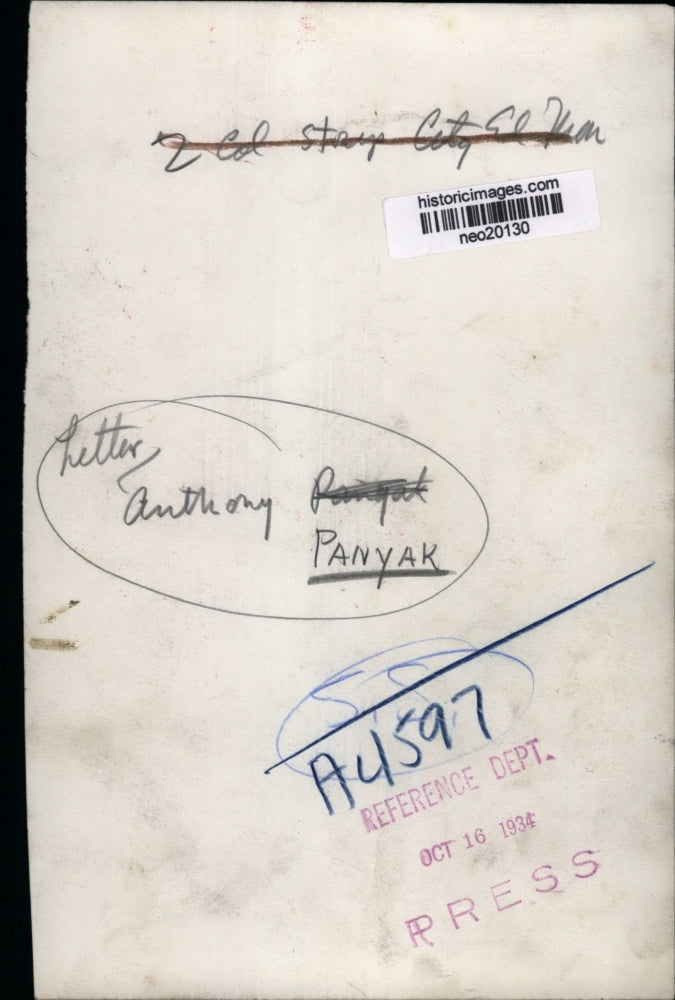 2 Col strip City Ed Mon
historicimages.com
neo20130
Letter
Anthony
PANYAK
S.S.
A4597
REFERENCE DEPT.
OCT 16 1934
PRESS